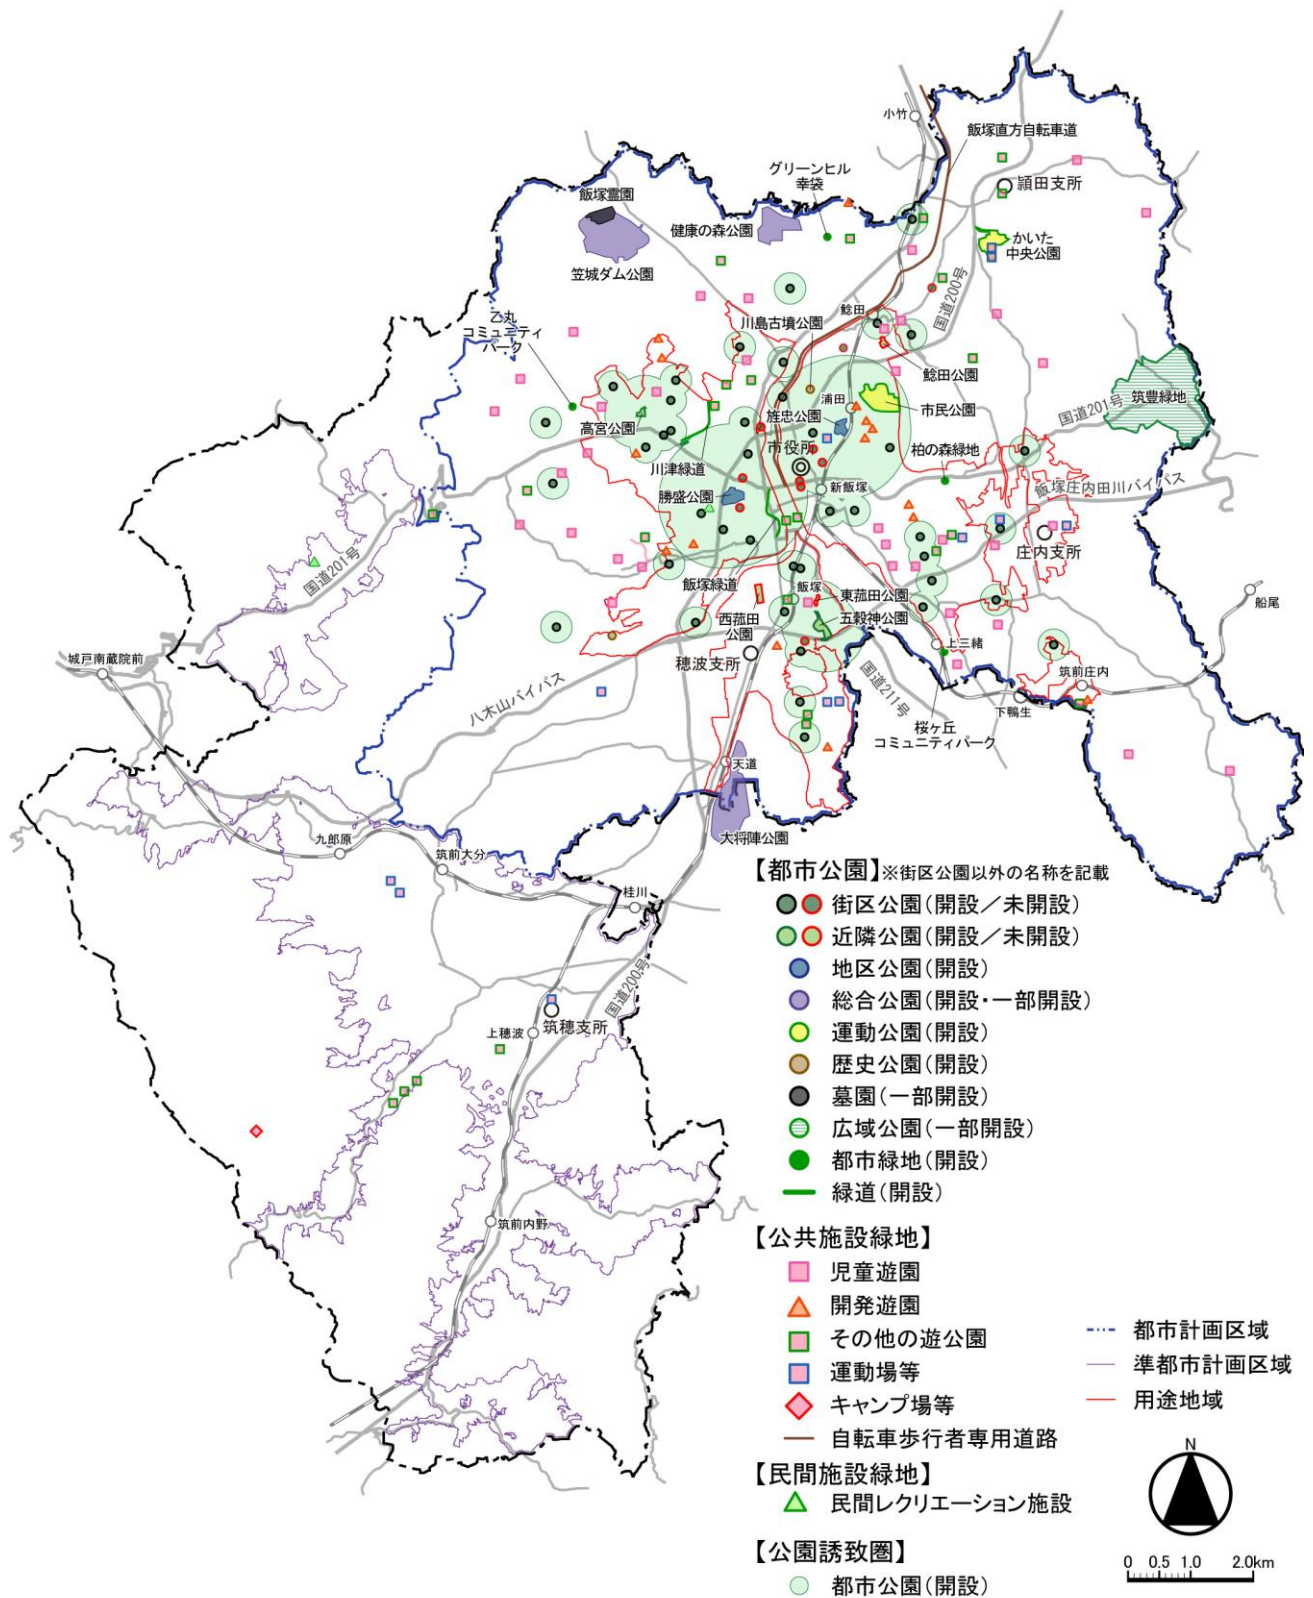 小竹
飯塚直方自転車道
グリーンヒル
幸袋
頴田支所
飯塚霊園
健康の森公園
かいた
中央公園
笠城ダム公園
国道200号
乙丸
コミュニティ
パーク
川島古墳公園
鯰田
鯰田公園
浦田
市民公園
筑豊緑地
国道201号
旌忠公園
高宮公園
市役所
柏の森緑地
川津緑道
勝盛公園
新飯塚
飯塚庄内田川バイパス
庄内支所
国道201号
飯塚緑道
飯塚
東菰田公園
船尾
西菰田
公園
五穀神公園
穂波支所
上三緒
城戸南蔵院前
国道211号
筑前庄内
八木山バイパス
下鴨生
桜ヶ丘
コミュニティパーク
天道
大将陣公園
九郎原
筑前大分
桂川
国道200号
筑穂支所
上穂波
筑前内野
【都市公園】※街区公園以外の名称を記載
街区公園(開設/未開設)
近隣公園(開設/未開設)
地区公園(開設)
総合公園(開設・一部開設)
運動公園(開設)
歴史公園(開設)
墓園(一部開設)
広域公園(一部開設)
都市緑地(開設)
緑道(開設)
【公共施設緑地】
児童遊園
開発遊園
その他の遊公園
運動場等
キャンプ場等
自転車歩行者専用道路
【民間施設緑地】
民間レクリエーション施設
【公園誘致圏】
都市公園(開設)
都市計画区域
準都市計画区域
用途地域
N
0 0.5 1.0 2.0km